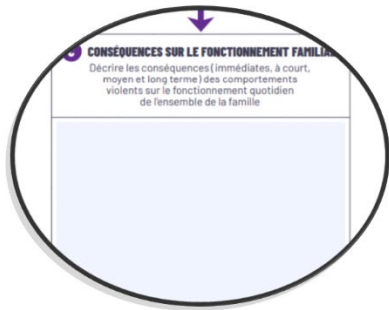 CONSÉQUENCES SUR LE FONCTIONNEMENT FAMILIAL
Décrire les conséquences (immédiates, à court,
moyen et long terme) des comportements
violents sur le fonctionnement quotidien
de l'ensemble de la famille